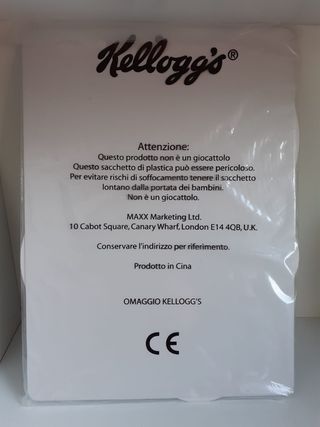 Kellogg's®
Attenzione:
Questo prodotto non è un giocattolo
Questo sacchetto di plastica può essere pericoloso.
Per evitare rischi di soffocamento tenere il sacchetto
lontano dalla portata dei bambini.
Non è un giocattolo.
MAXX Marketing Ltd.
10 Cabot Square, Canary Wharf, London E14 4QB, U.K.
Conservare l'indirizzo per riferimento.
Prodotto in Cina
OMAGGIO KELLOGG'S
CE